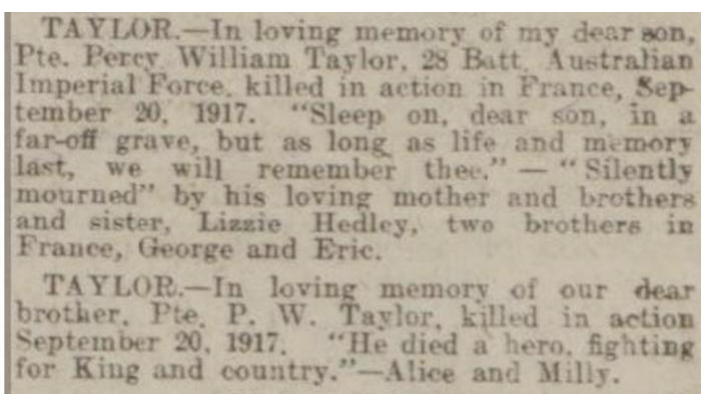 TAYLOR.—In loving memory of my dear son,
Pte. Percy William Taylor, 28 Batt. Australian
Imperial Force, killed in action in France, Sep-
tember 20, 1917. "Sleep on, dear son, in a
far-off grave, but as long as life and memory
last, we will remember thee." — "Silently
mourned" by his loving mother and brothers
and sister, Lizzie Hedley, two brothers in
France, George and Eric.
TAYLOR.—In loving memory of our dear
brother, Pte. P. W. Taylor, killed in action
September 20, 1917. "He died a hero, fighting
for King and country."—Alice and Milly.